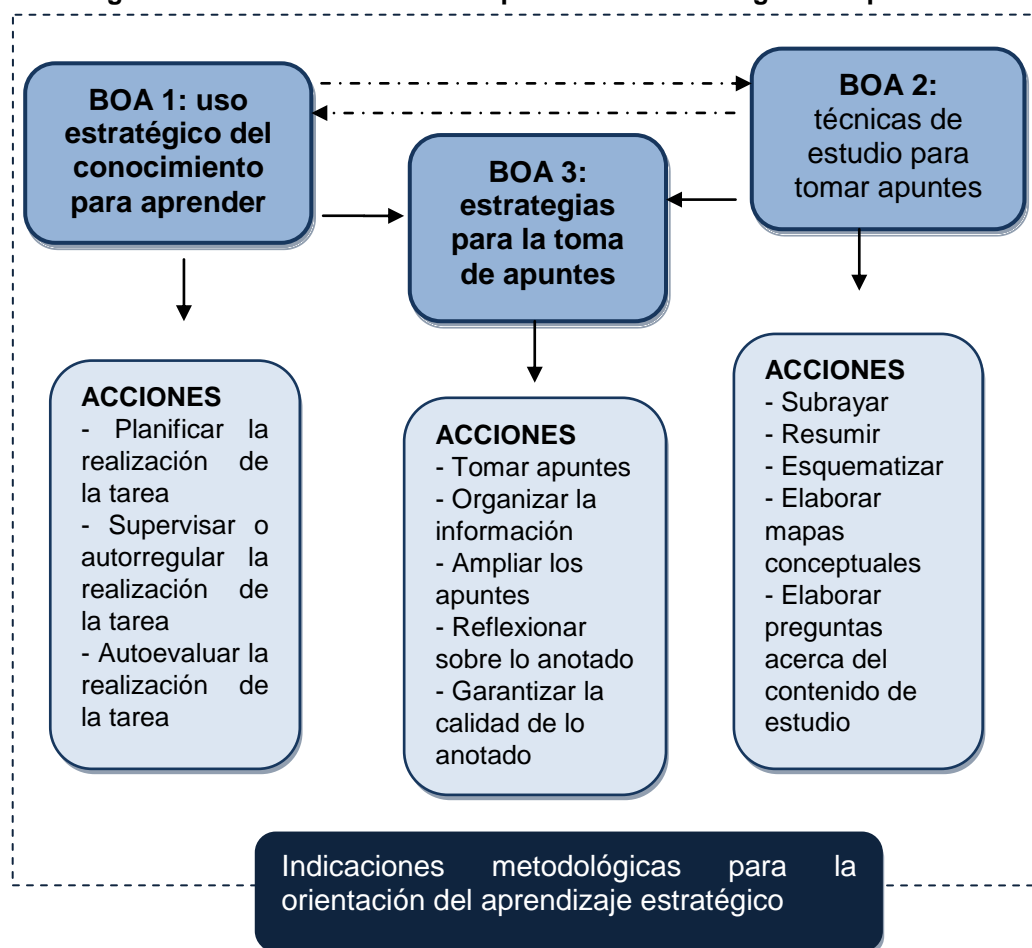 BOA 1: uso
estratégico del
conocimiento
para aprender
BOA 2:
técnicas de
estudio para
tomar apuntes
BOA 3:
estrategias
para la toma
de apuntes
ACCIONES
- Planificar la
realización de
la tarea
- Supervisar o
autorregular la
realización de
la tarea
- Autoevaluar la
realización de
la tarea
ACCIONES
- Tomar apuntes
- Organizar la
información
- Ampliar los
apuntes
- Reflexionar
sobre lo anotado
- Garantizar la
calidad de lo
anotado
ACCIONES
- Subrayar
- Resumir
- Esquematizar
- Elaborar
mapas
conceptuales
- Elaborar
preguntas
acerca del
contenido de
estudio
Indicaciones metodológicas para la
orientación del aprendizaje estratégico